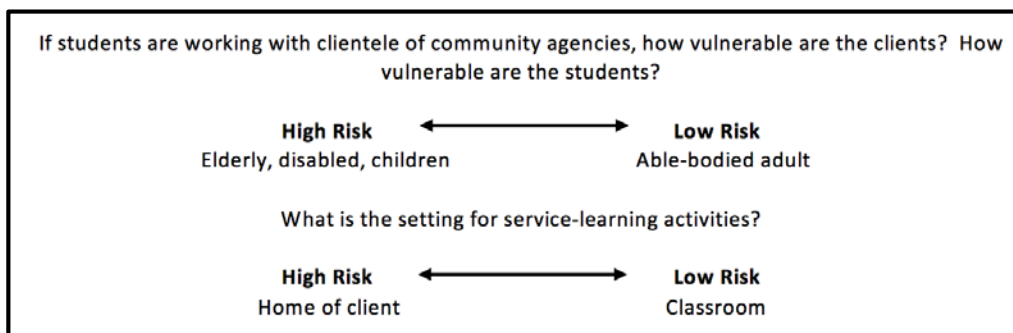 If students are working with clientele of community agencies, how vulnerable are the clients? How
vulnerable are the students?
High Risk Low Risk
Elderly, disabled, children Able-bodied adult
What is the setting for service-learning activities?
High Risk Low Risk
Home of client Classroom